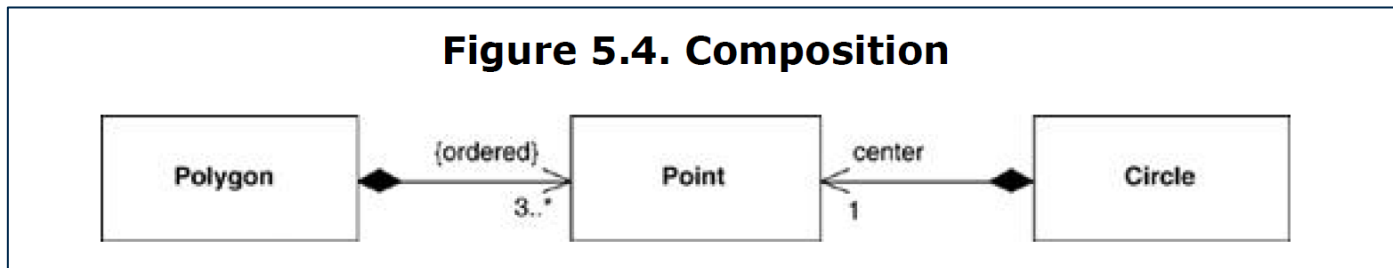 Figure 5.4. Composition
{ordered}
center
Polygon
Point
Circle
3..*
1